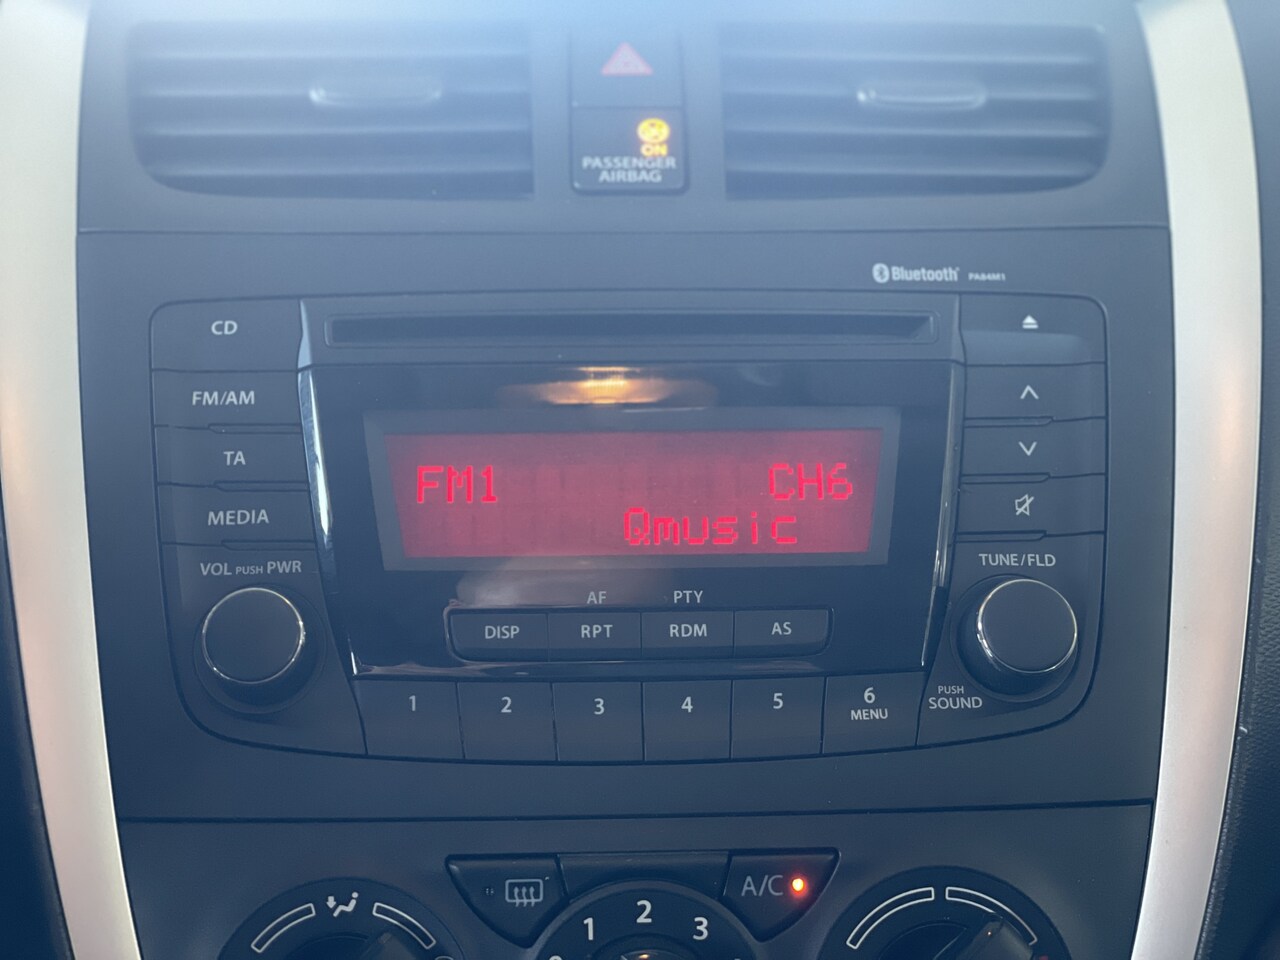 ON
PASSENGER
AIRBAG
Bluetooth PA84M1
CD
FM/AM
TA
MEDIA
VOL PUSH PWR
FM1 CH6
Qmusic
TUNE/FLD
AF PTY
DISP RPT RDM AS
PUSH
SOUND
1 2 3 4 5 6
MENU
A/C
1 2 3